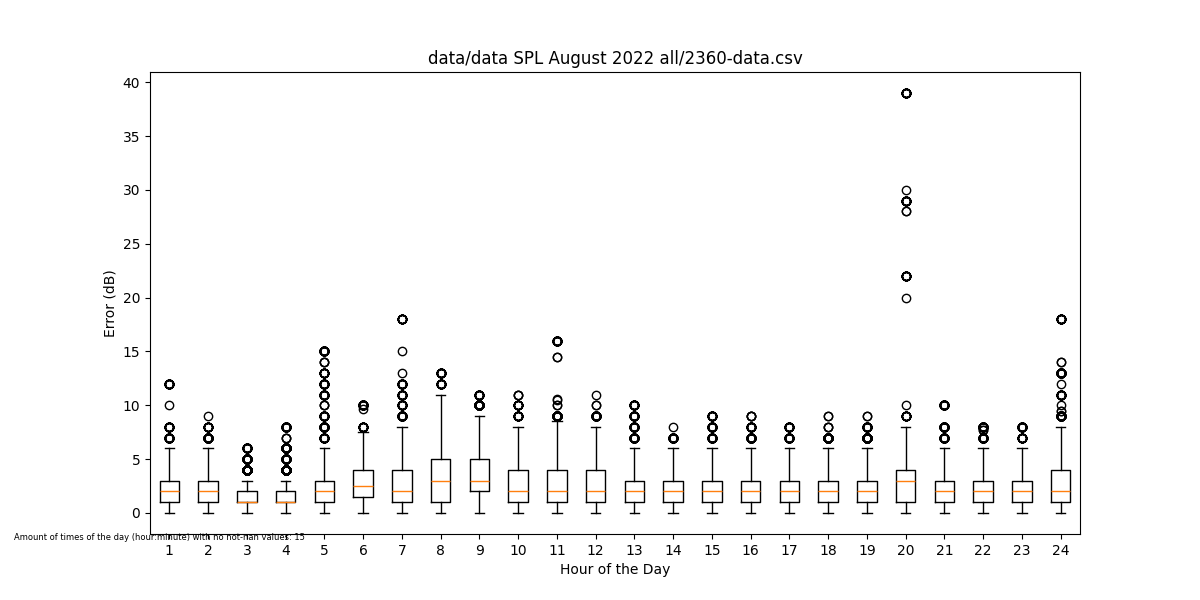 data/data SPL August 2022 all/2360-data.csv
40
35
30
25
20
15
10
5
0
Error (dB)
Amount of times of the day (hour:minute) with no not-nan values: 15
1 2 3 4 5 6 7 8 9 10 11 12 13 14 15 16 17 18 19 20 21 22 23 24
Hour of the Day